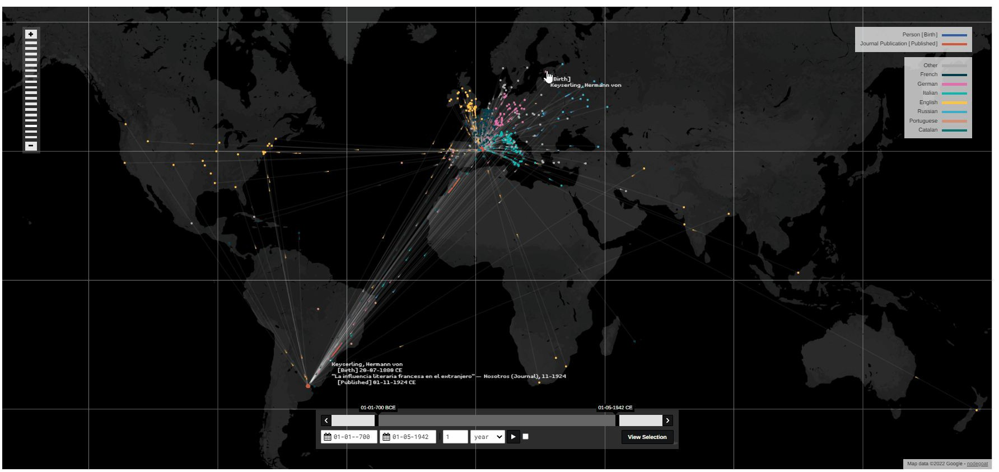 +
−
Person [Birth]
Journal Publication [Published]
Other
French
German
Italian
English
Russian
Portuguese
Catalan
Birth]
Keyserling, Hermann von
Keyserling, Hermann von
[Birth] 20-07-1880 CE
"La influencia literaria francesa en el extranjero" — Nosotros (Journal), 11-1924
[Published] 01-11-1924 CE
01-01-700 BCE 01-05-1942 CE
01-01--700 01-05-1942 1 year View Selection
Map data ©2022 Google - nodegoat